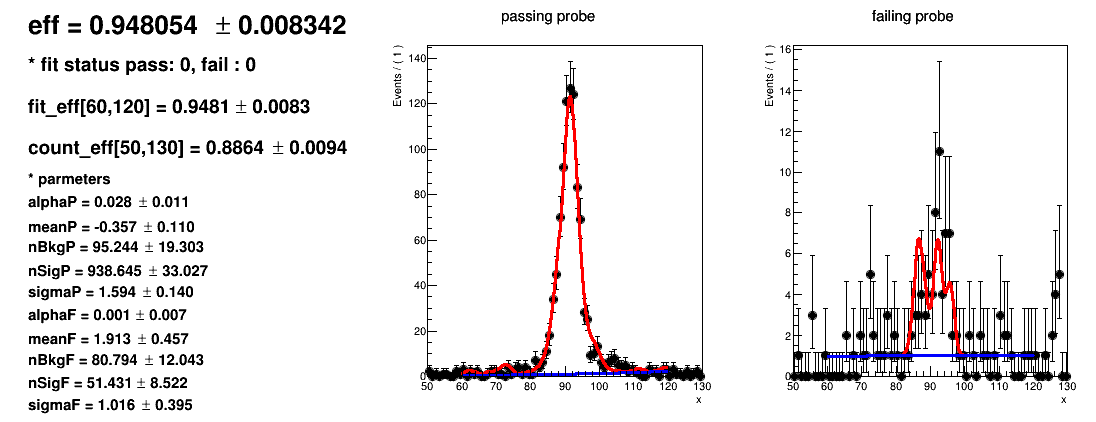 eff = 0.948054 ± 0.008342
* fit status pass: 0, fail : 0
fit_eff[60,120] = 0.9481 ± 0.0083
count_eff[50,130] = 0.8864 ± 0.0094
* parmeters
alphaP = 0.028 ± 0.011
meanP = -0.357 ± 0.110
nBkgP = 95.244 ± 19.303
nSigP = 938.645 ± 33.027
sigmaP = 1.594 ± 0.140
alphaF = 0.001 ± 0.007
meanF = 1.913 ± 0.457
nBkgF = 80.794 ± 12.043
nSigF = 51.431 ± 8.522
sigmaF = 1.016 ± 0.395
passing probe
Events / ( 1 )
140
120
100
80
60
40
20
0
50 60 70 80 90 100 110 120 130
x
failing probe
Events / ( 1 )
16
14
12
10
8
6
4
2
0
50 60 70 80 90 100 110 120 130
x